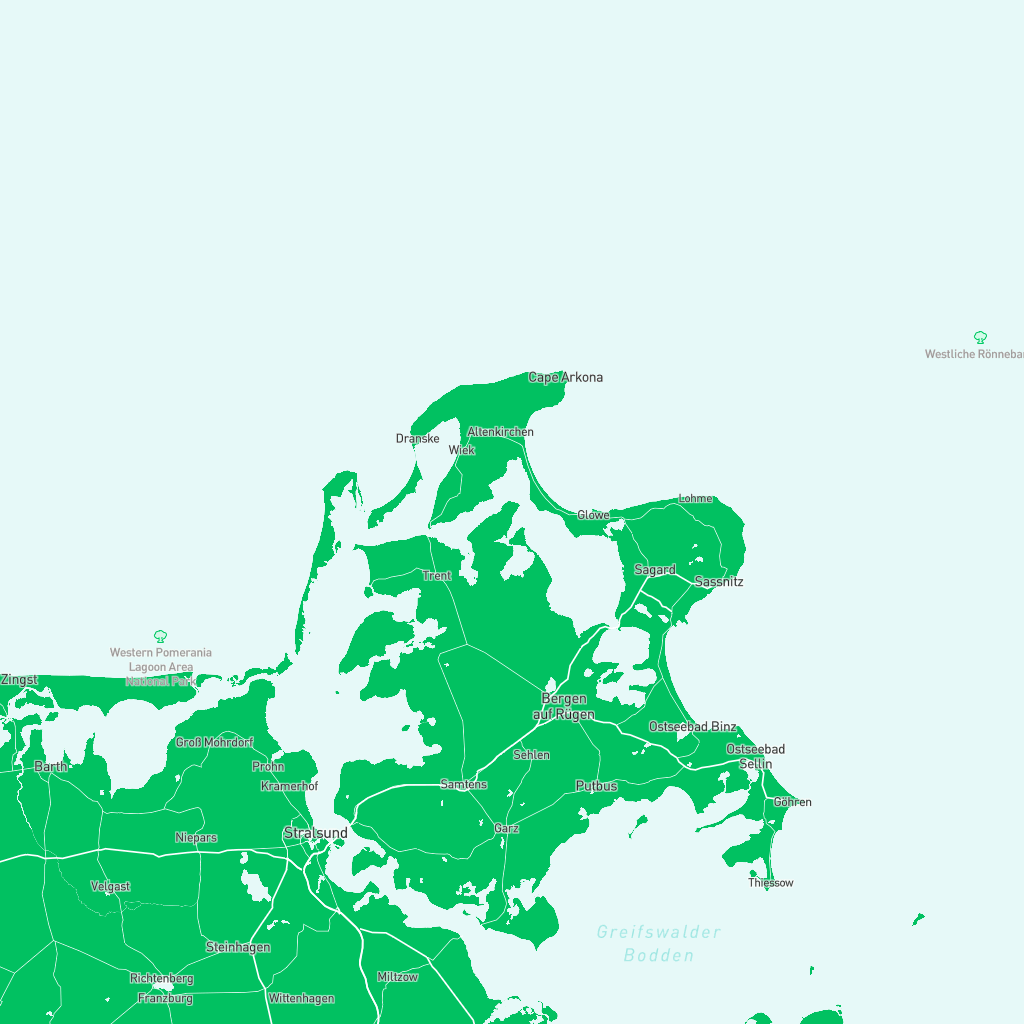 Westliche Rönneban
Cape Arkona
Altenkirchen
Dranske
Wiek
Lohme
Glowe
Sagard
Trent
Sassnitz
Western Pomerania
Lagoon Area
National Park
Zingst
Bergen
auf Rügen
Ostseebad Binz
Groß Mohrdorf
Ostseebad
Sellin
Sehlen
Prohn
Barth
Kramerhof
Samtens
Putbus
Göhren
Garz
Stralsund
Niepars
Thiessow
Velgast
Greifswalder
Bodden
Steinhagen
Richtenberg
Miltzow
Franzburg
Wittenhagen